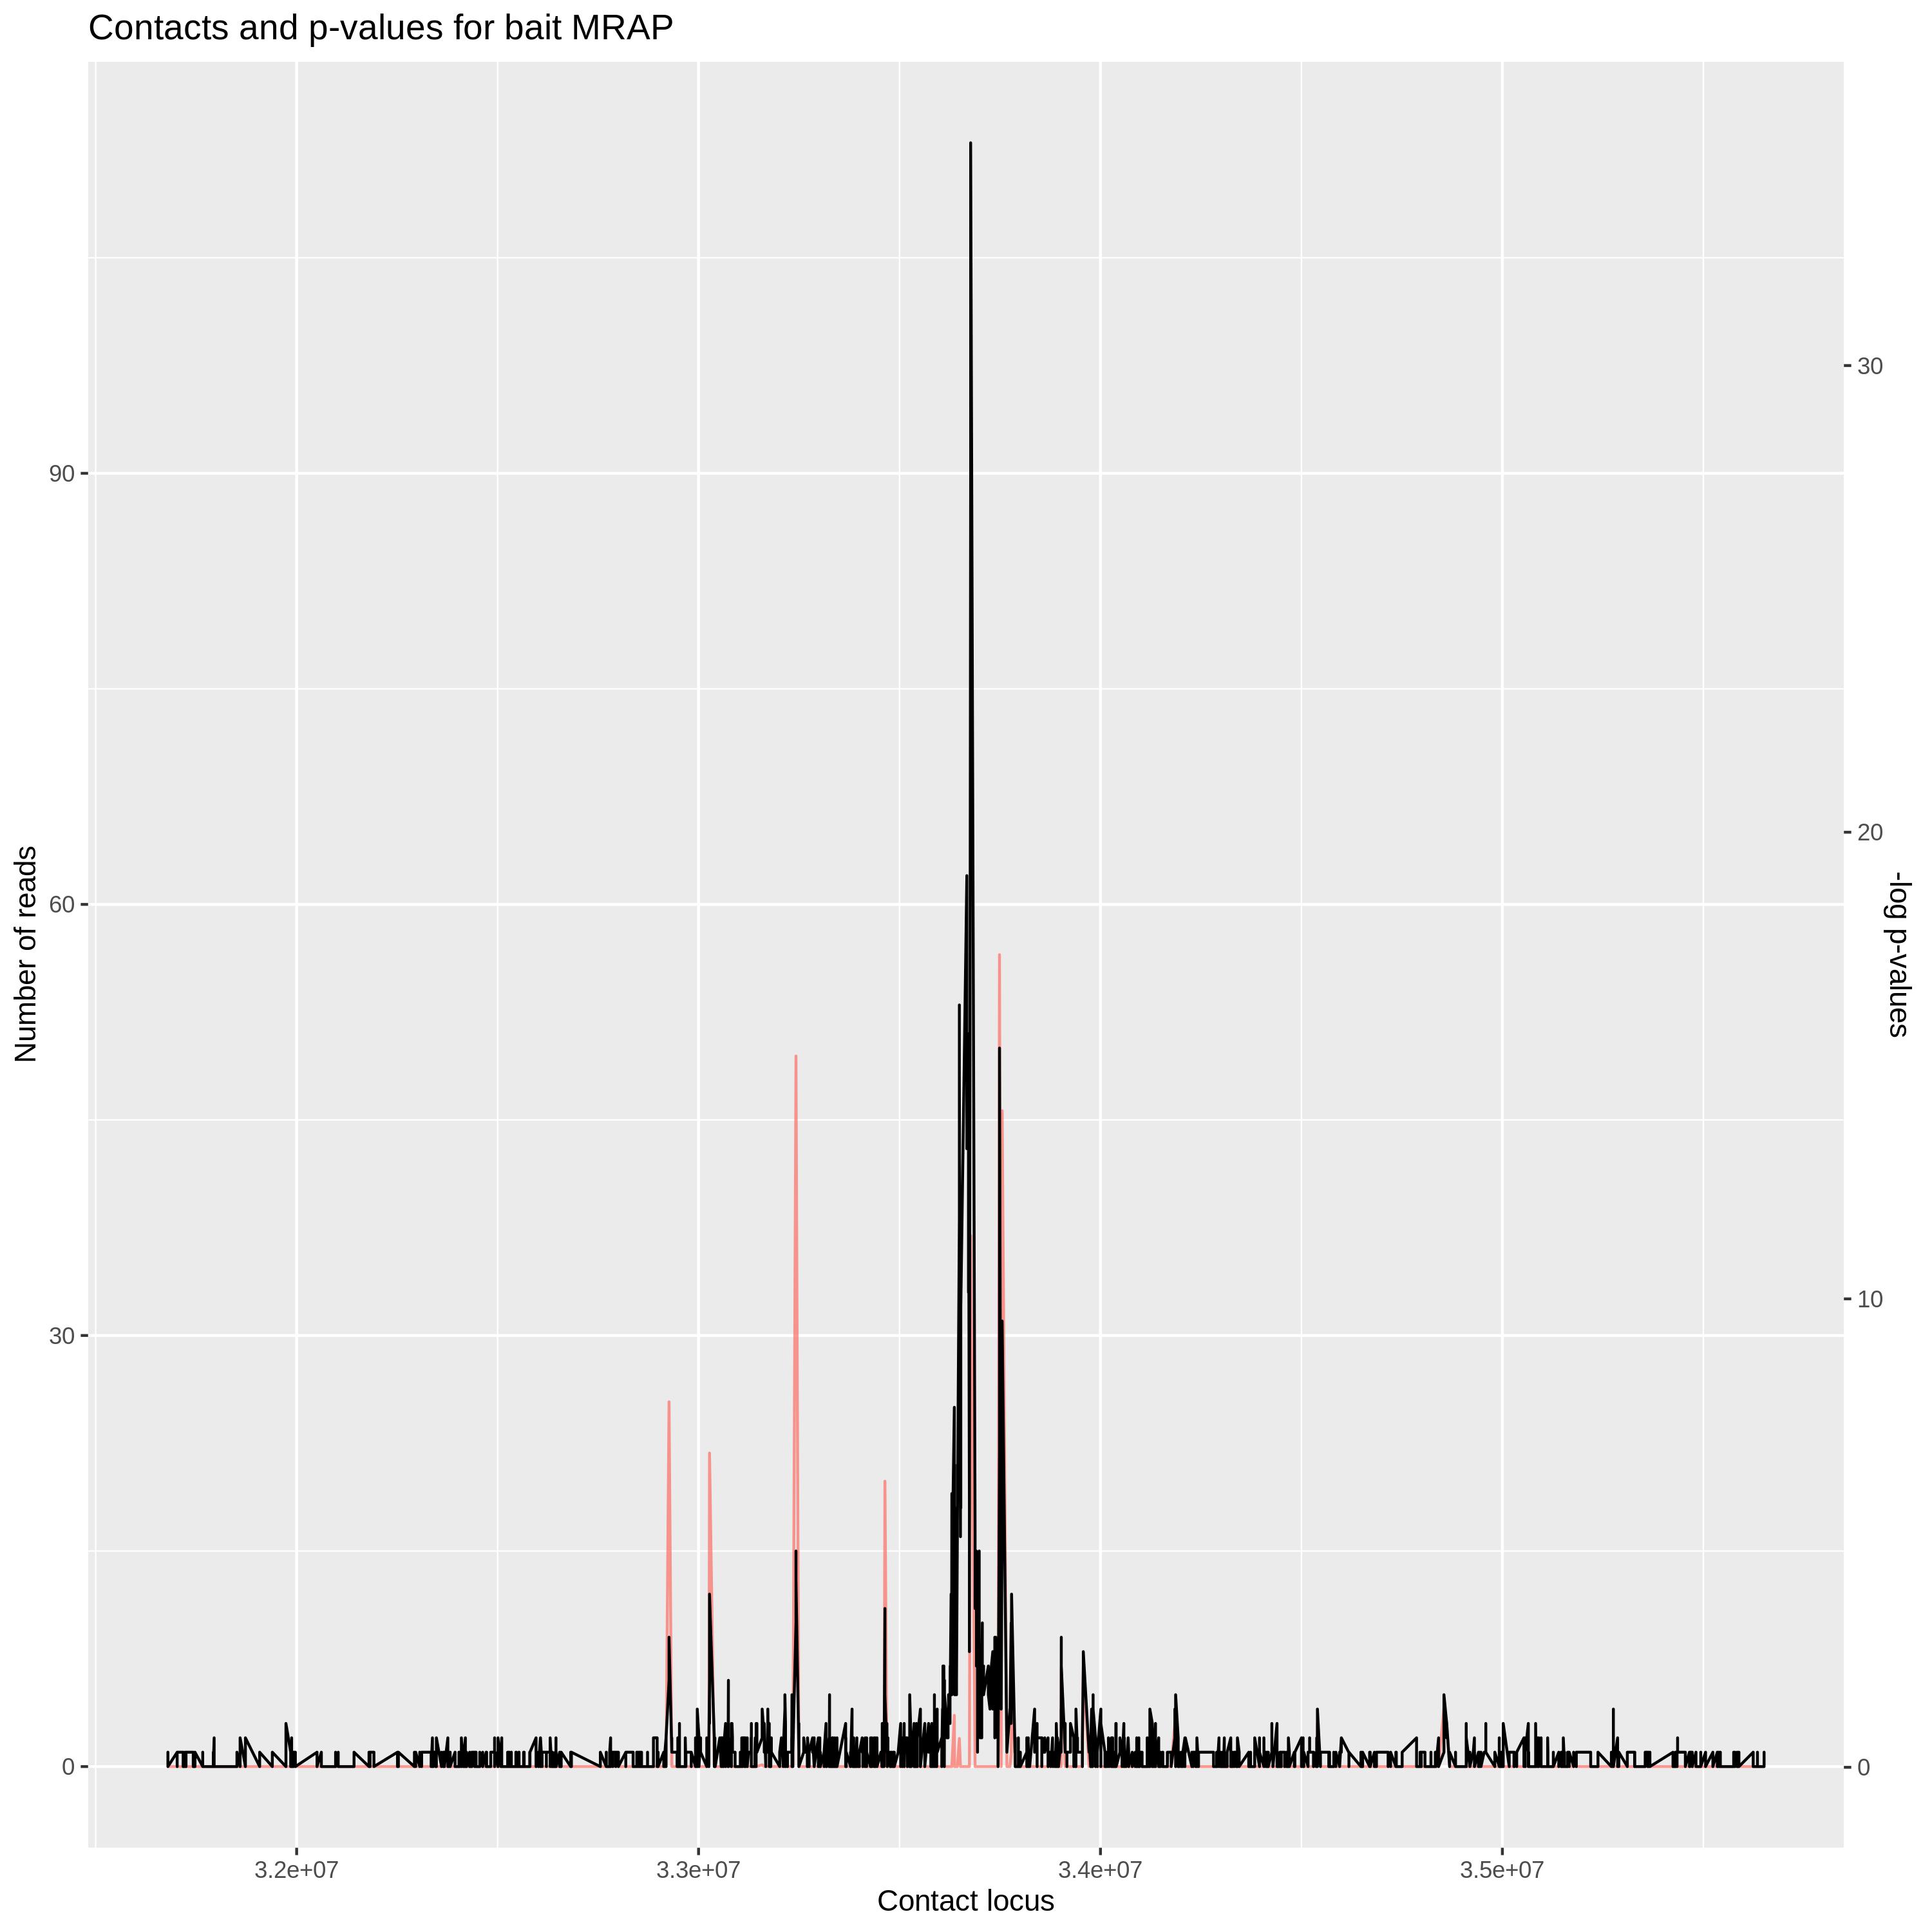 Contacts and p-values for bait MRAP
90
60
30
0
Number of reads
30
20
10
0
-log p-values
3.2e+07
3.3e+07
3.4e+07
3.5e+07
Contact locus